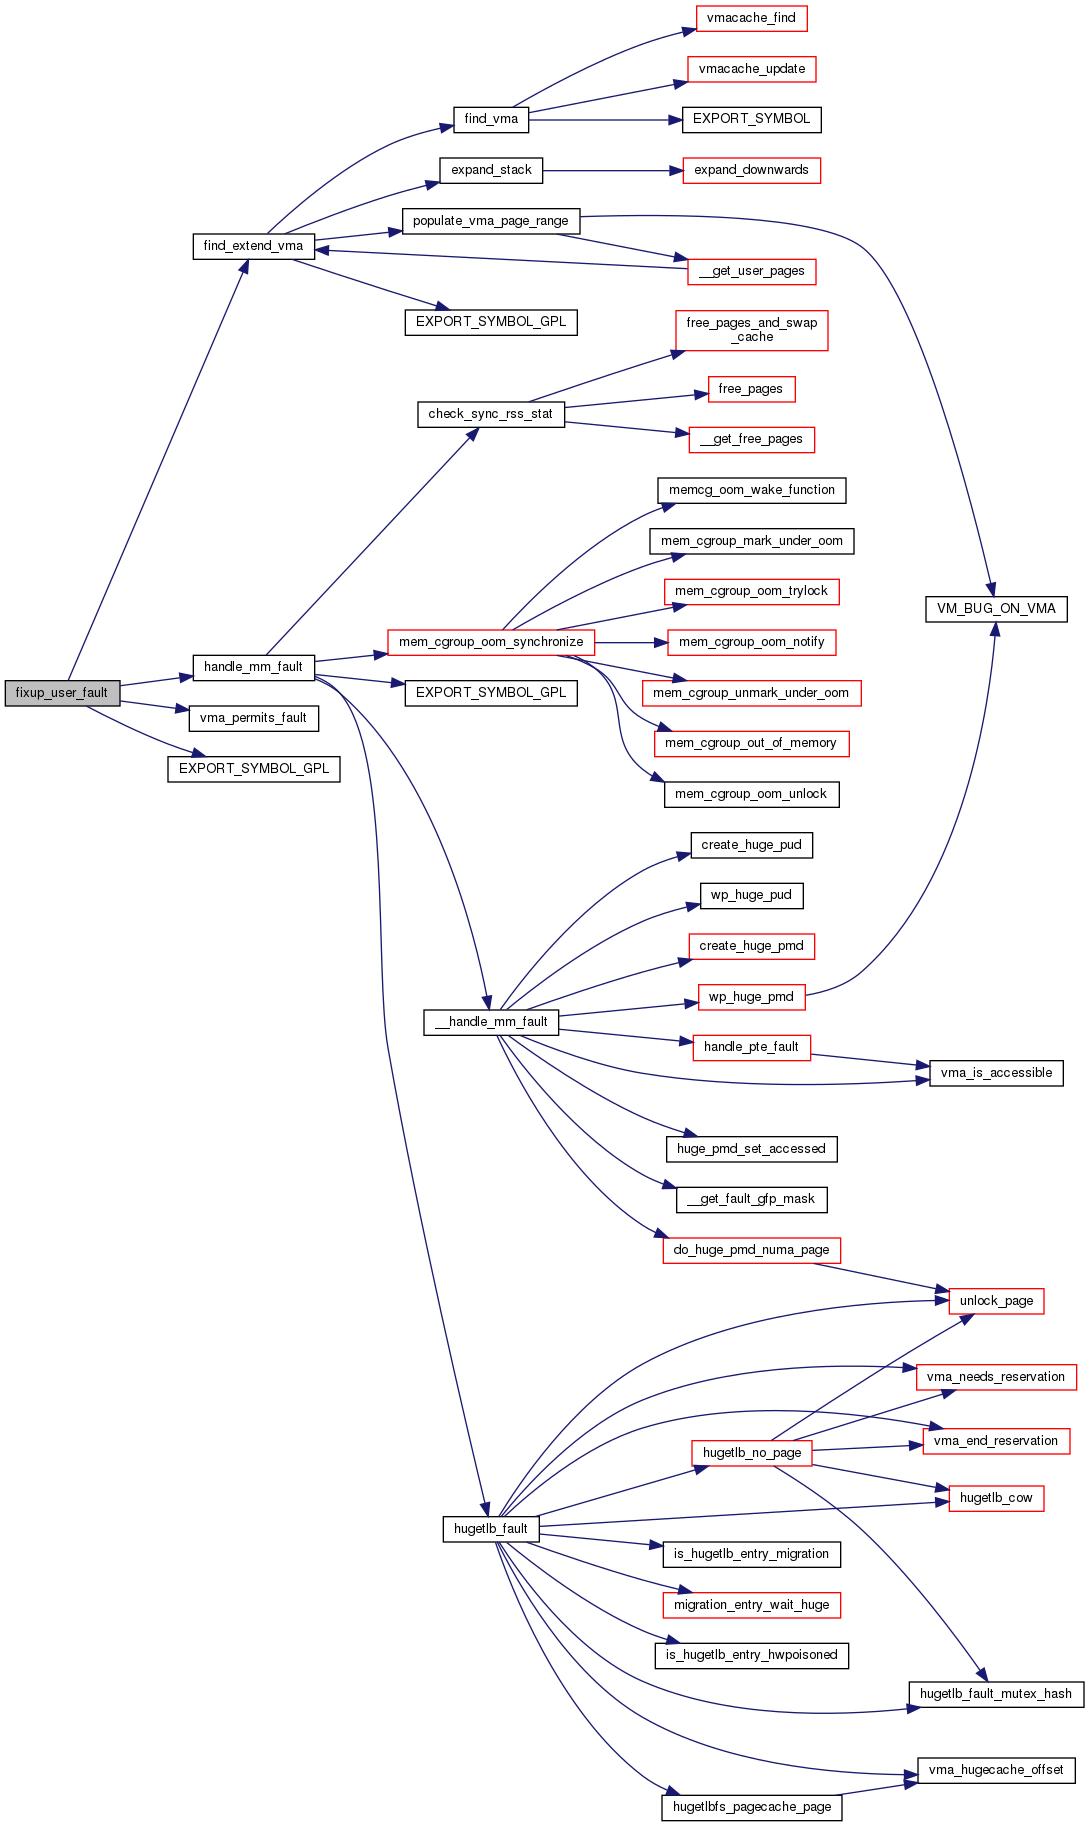 vmacache_find
vmacache_update
find_vma
EXPORT_SYMBOL
expand_stack
expand_downwards
populate_vma_page_range
find_extend_vma
__get_user_pages
EXPORT_SYMBOL_GPL
free_pages_and_swap
_cache
free_pages
check_sync_rss_stat
__get_free_pages
memcg_oom_wake_function
mem_cgroup_mark_under_oom
mem_cgroup_oom_trylock
VM_BUG_ON_VMA
mem_cgroup_oom_synchronize
mem_cgroup_oom_notify
handle_mm_fault
fixup_user_fault
EXPORT_SYMBOL_GPL
mem_cgroup_unmark_under_oom
vma_permits_fault
mem_cgroup_out_of_memory
EXPORT_SYMBOL_GPL
mem_cgroup_oom_unlock
create_huge_pud
wp_huge_pud
create_huge_pmd
wp_huge_pmd
__handle_mm_fault
handle_pte_fault
vma_is_accessible
huge_pmd_set_accessed
__get_fault_gfp_mask
do_huge_pmd_numa_page
unlock_page
vma_needs_reservation
vma_end_reservation
hugetlb_no_page
hugetlb_cow
hugetlb_fault
is_hugetlb_entry_migration
migration_entry_wait_huge
is_hugetlb_entry_hwpoisoned
hugetlb_fault_mutex_hash
vma_hugecache_offset
hugetlbfs_pagecache_page